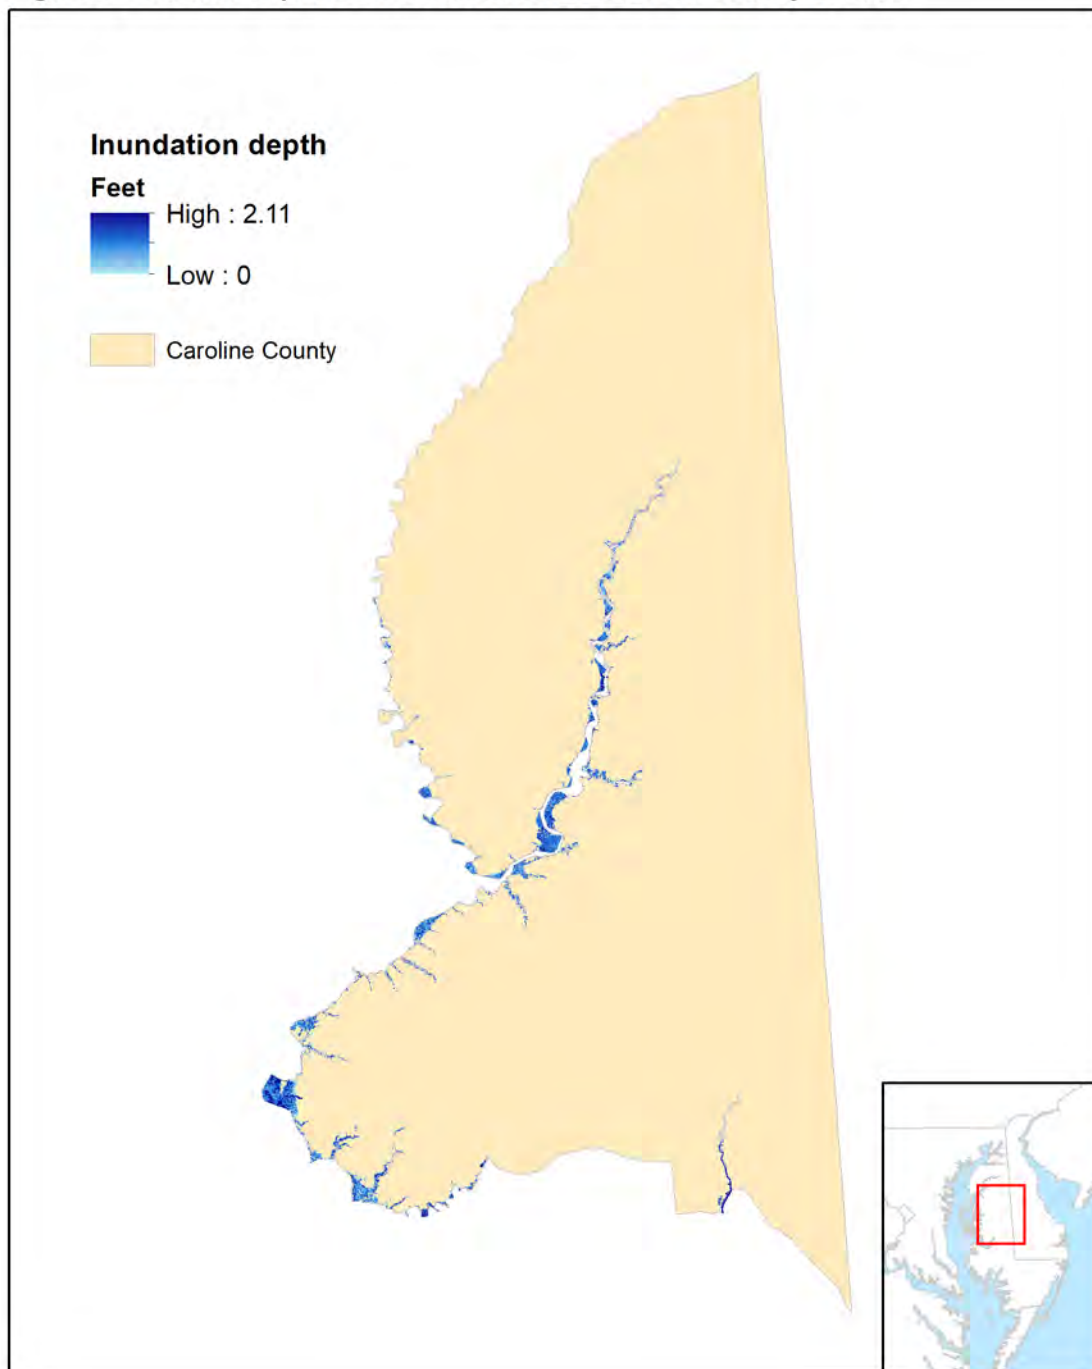 Inundation depth
Feet
High : 2.11
Low : 0
Caroline County